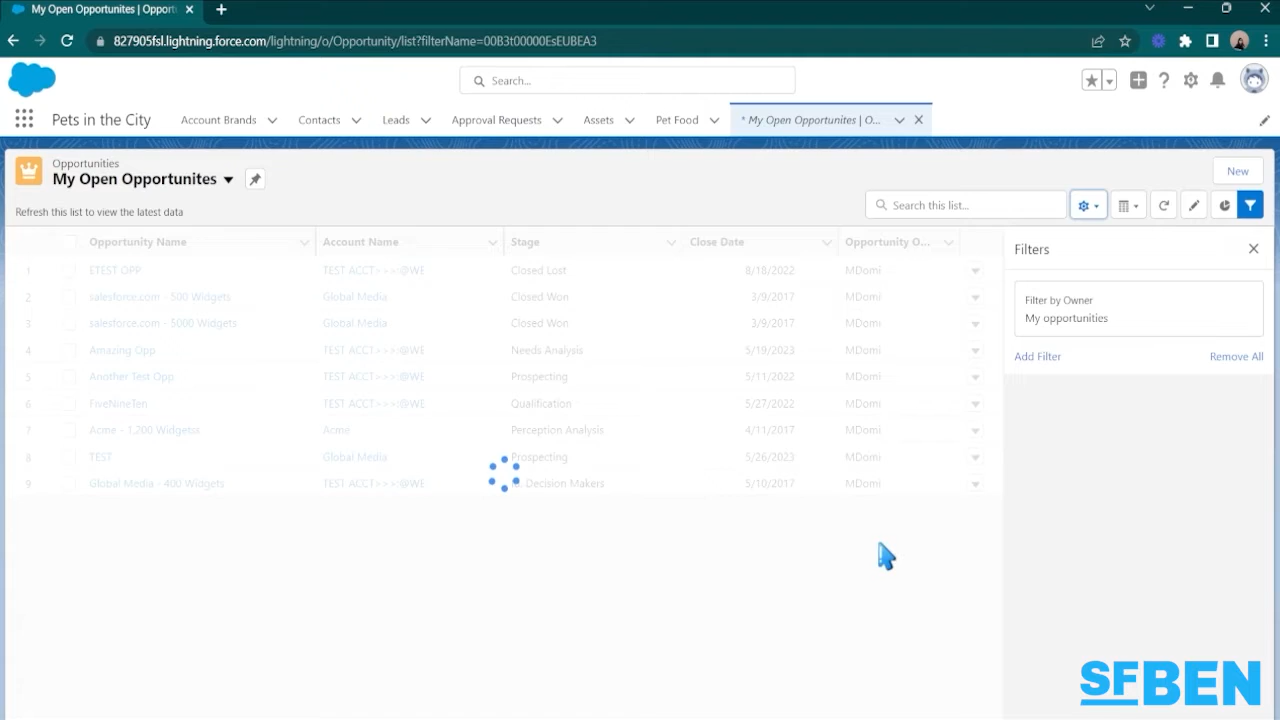 My Open Opportunites | Opport
827905fsl.lightning.force.com/lightning/o/Opportunity/list?filterName=00B3t00000EsEUBEA3
Search...
Pets in the City
Account Brands
Contacts
Leads
Approval Requests
Assets
Pet Food
* My Open Opportunites | O...
Opportunities
My Open Opportunites
New
Refresh this list to view the latest data
Search this list...
Opportunity Name Account Name Stage Close Date Opportunity O...
1 ETEST OPP TEST ACCT>>>:@WE Closed Lost 8/18/2022 MDomi
2 salesforce.com - 500 Widgets Global Media Closed Won 3/9/2017 MDomi
3 salesforce.com - 5000 Widgets Global Media Closed Won 3/9/2017 MDomi
4 Amazing Opp TEST ACCT>>>:@WE Needs Analysis 5/19/2023 MDomi
5 Another Test Opp TEST ACCT>>>:@WE Prospecting 5/11/2022 MDomi
6 FiveNineTen TEST ACCT>>>:@WE Qualification 5/27/2022 MDomi
7 Acme - 1,200 Widgetss Acme Perception Analysis 4/11/2017 MDomi
8 TEST Global Media Prospecting 5/26/2023 MDomi
9 Global Media - 400 Widgets TEST ACCT>>>:@WE Decision Makers 5/10/2017 MDomi
Filters
Filter by Owner
My opportunities
Add Filter
Remove All
SFBEN